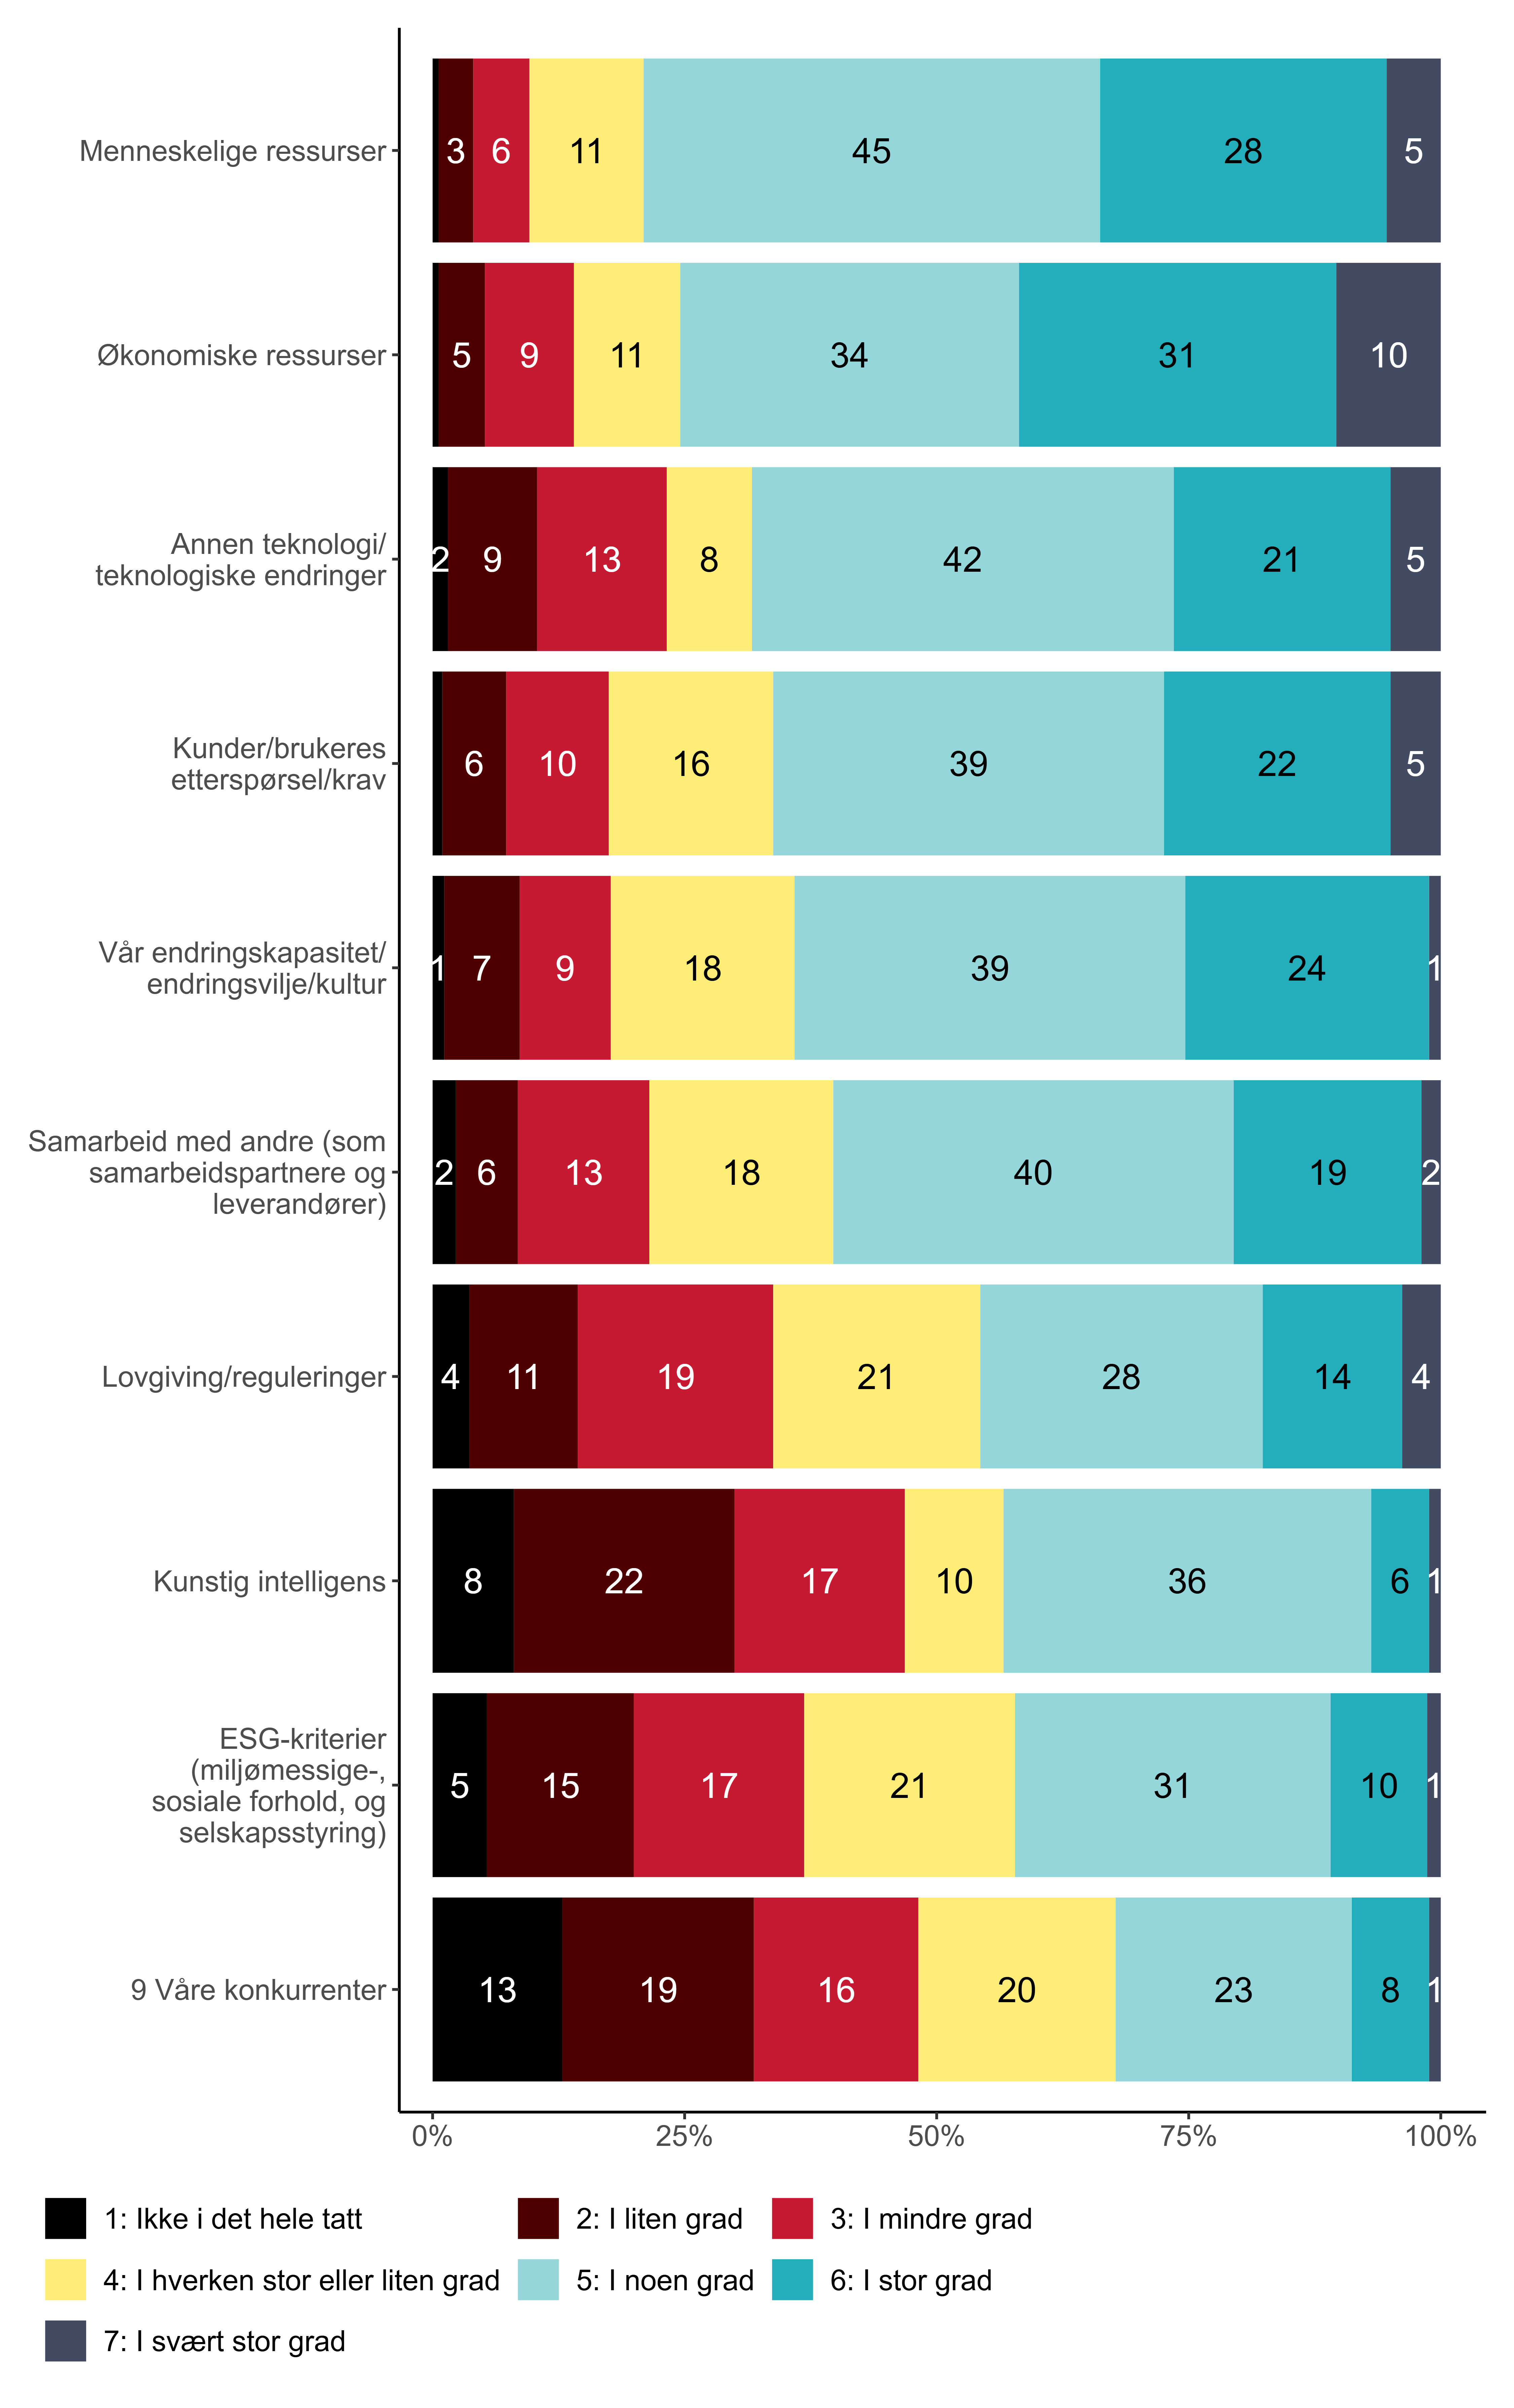 Menneskelige ressurser
3 6 11 45 28 5
Økonomiske ressurser
5 9 11 34 31 10
Annen teknologi/
teknologiske endringer
2 9 13 8 42 21 5
Kunder/brukeres
etterspørsel/krav
6 10 16 39 22 5
Vår endringskapasitet/
endringsvilje/kultur
1 7 9 18 39 24 1
Samarbeid med andre (som
samarbeidspartnere og
leverandører)
2 6 13 18 40 19 2
Lovgiving/reguleringer
4 11 19 21 28 14 4
Kunstig intelligens
8 22 17 10 36 6 1
ESG-kriterier
(miljømessige-,
sosiale forhold, og
selskapsstyring)
5 15 17 21 31 10 1
9 Våre konkurrenter
13 19 16 20 23 8 1
0% 25% 50% 75% 100%
1: Ikke i det hele tatt 2: I liten grad 3: I mindre grad
4: I hverken stor eller liten grad 5: I noen grad 6: I stor grad
7: I svært stor grad